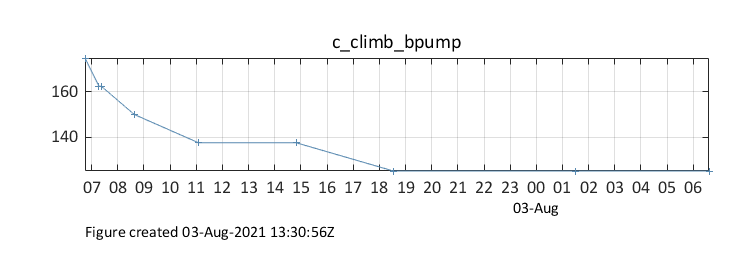 c_climb_bpump
160
140
07 08 09 10 11 12 13 14 15 16 17 18 19 20 21 22 23 00 01 02 03 04 05 06
03-Aug
Figure created 03-Aug-2021 13:30:56Z